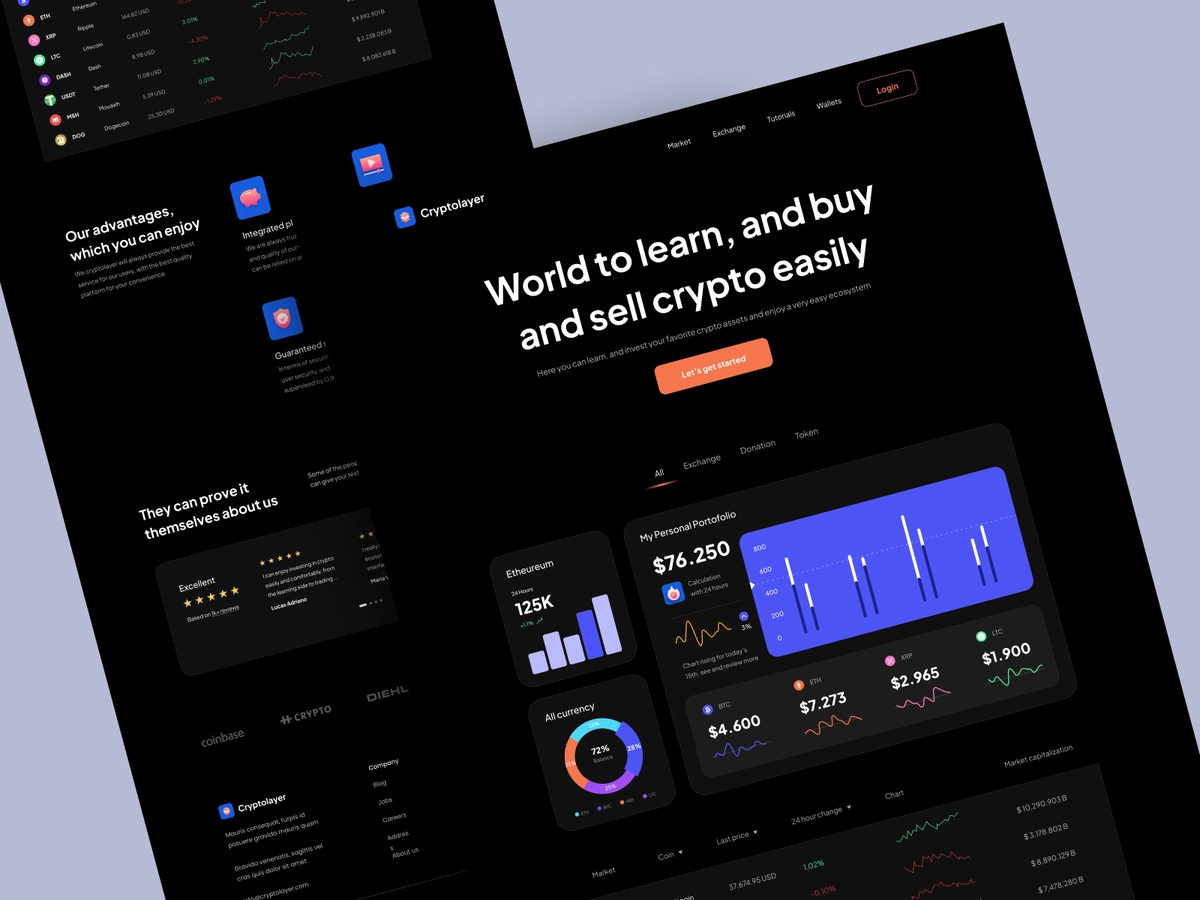 Ethereum
ETH
Ripple
164,82 USD
XRP
Litecoin
0,83 USD
2,01%
$ 9,892,901 B
LTC
Dash
8,98 USD
-4,30%
$ 2,238,083 B
DASH
Tether
11,08 USD
2,90%
$ 8,083,618 B
USDT
Mouash
5,39 USD
0,01%
MSH
Dogecoin
25,30 USD
-1,29%
DOG
Our advantages,
which you can enjoy
We cryptolayer will always provide the best
service for our users, with the best quality
platform for your convenience
Integrated pl
We are always trus
and quality of our
can be relied on
Guaranteed s
In terms of securit
user security, and
supervised by
They can prove it
themselves about us
Some of the peop
can give your test
Excellent
Based on 1k+ reviews
I can enjoy investing in crypto
easily and comfortably, from
the learning side to trading ...
Lucas Adriano
I really
Maria
coinbase
CRYPTO
DIEHL
Cryptolayer
Mauris consequat, turpis id
posuere gravida mauris quam
Gravida venenatis, sagittis vel
cras quis dolor sit amet
info@cryptolayer.com
Company
Blog
Jobs
Careers
Addres
s
About us
Cryptolayer
Market
Exchange
Tutorials
Wallets
Login
World to learn, and buy
and sell crypto easily
Here you can learn, and invest your favorite crypto assets and enjoy a very easy ecosystem
Let's get started
All
Exchange
Donation
Token
Ethereum
24 Hours
125K
+1.1%
All currency
72%
Balance
25%
25%
25%
25%
ETH
BTC
XRP
LTC
My Personal Portofolio
$76.250
Calculation
with 24 hours
3%
Chart rising for today's
15th, see and review more
800
600
400
200
0
BTC
$4.600
ETH
$7.273
XRP
$2.965
LTC
$1.900
Market
Coin
Last price
24 hour change
Chart
Market capitalization
37,674.95 USD
1,02%
$ 10,290,903 B
-0,10%
$ 3,178,802 B
$ 8,890,129 B
$ 7,478,280 B